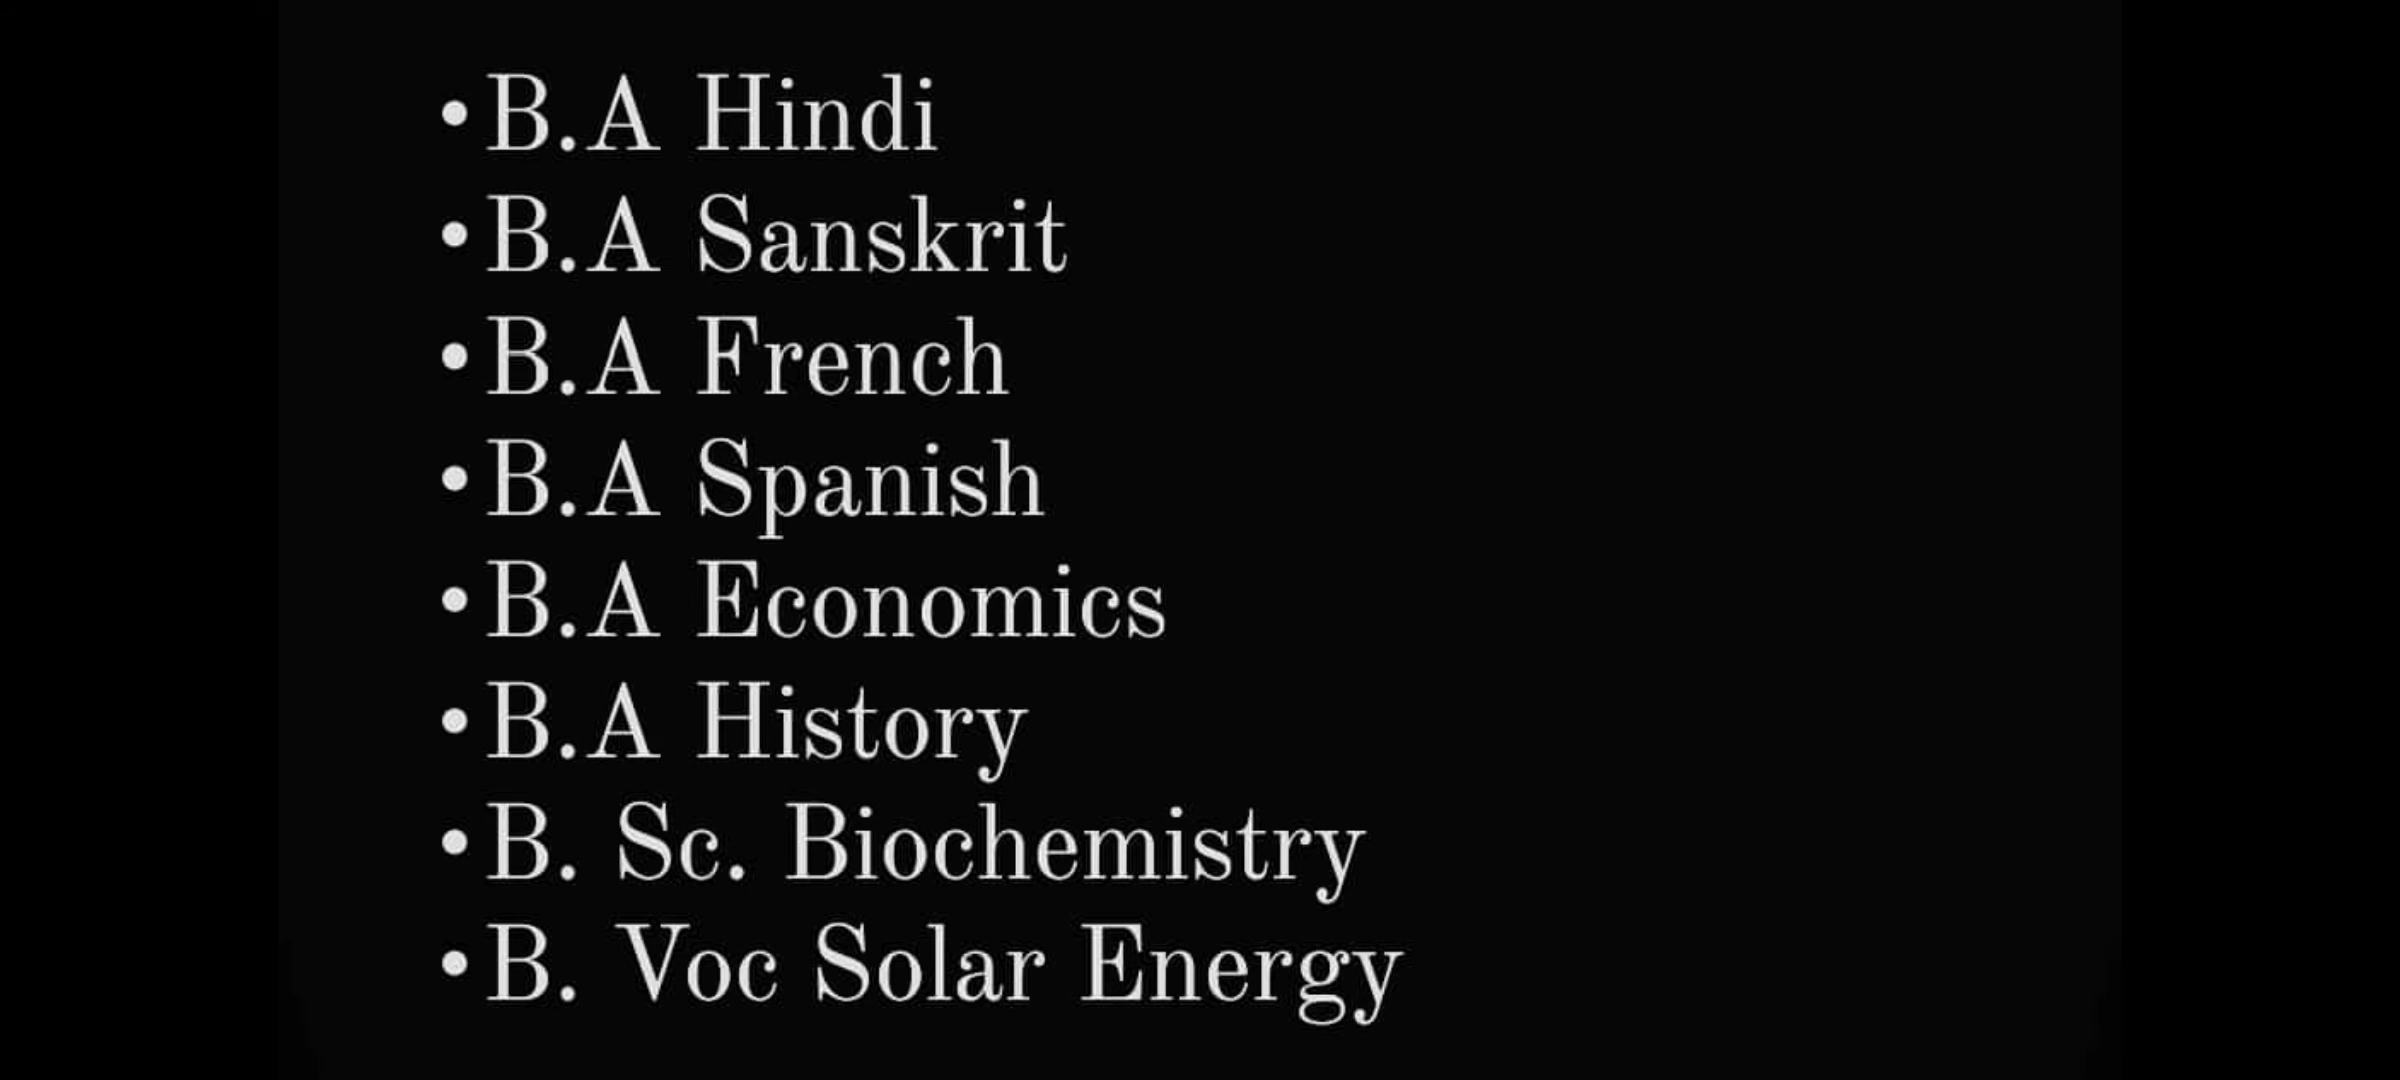 •B.A Hindi
•B.A Sanskrit
•B.A French
•B.A Spanish
•B.A Economics
•B.A History
•B. Sc. Biochemistry
•B. Voc Solar Energy